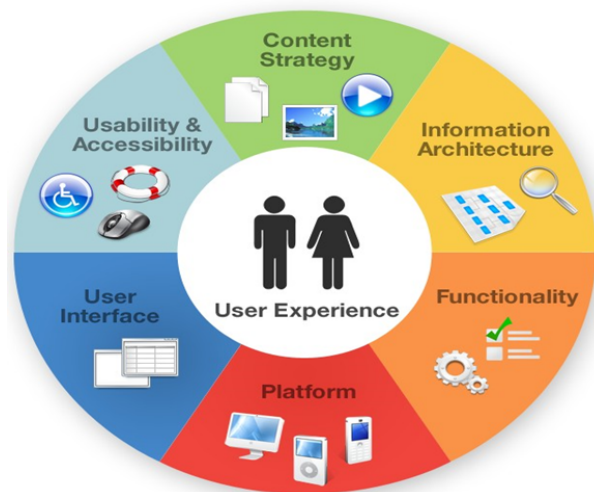 Content
Strategy
Information
Architecture
Functionality
Platform
User
Interface
Usability &
Accessibility
User Experience